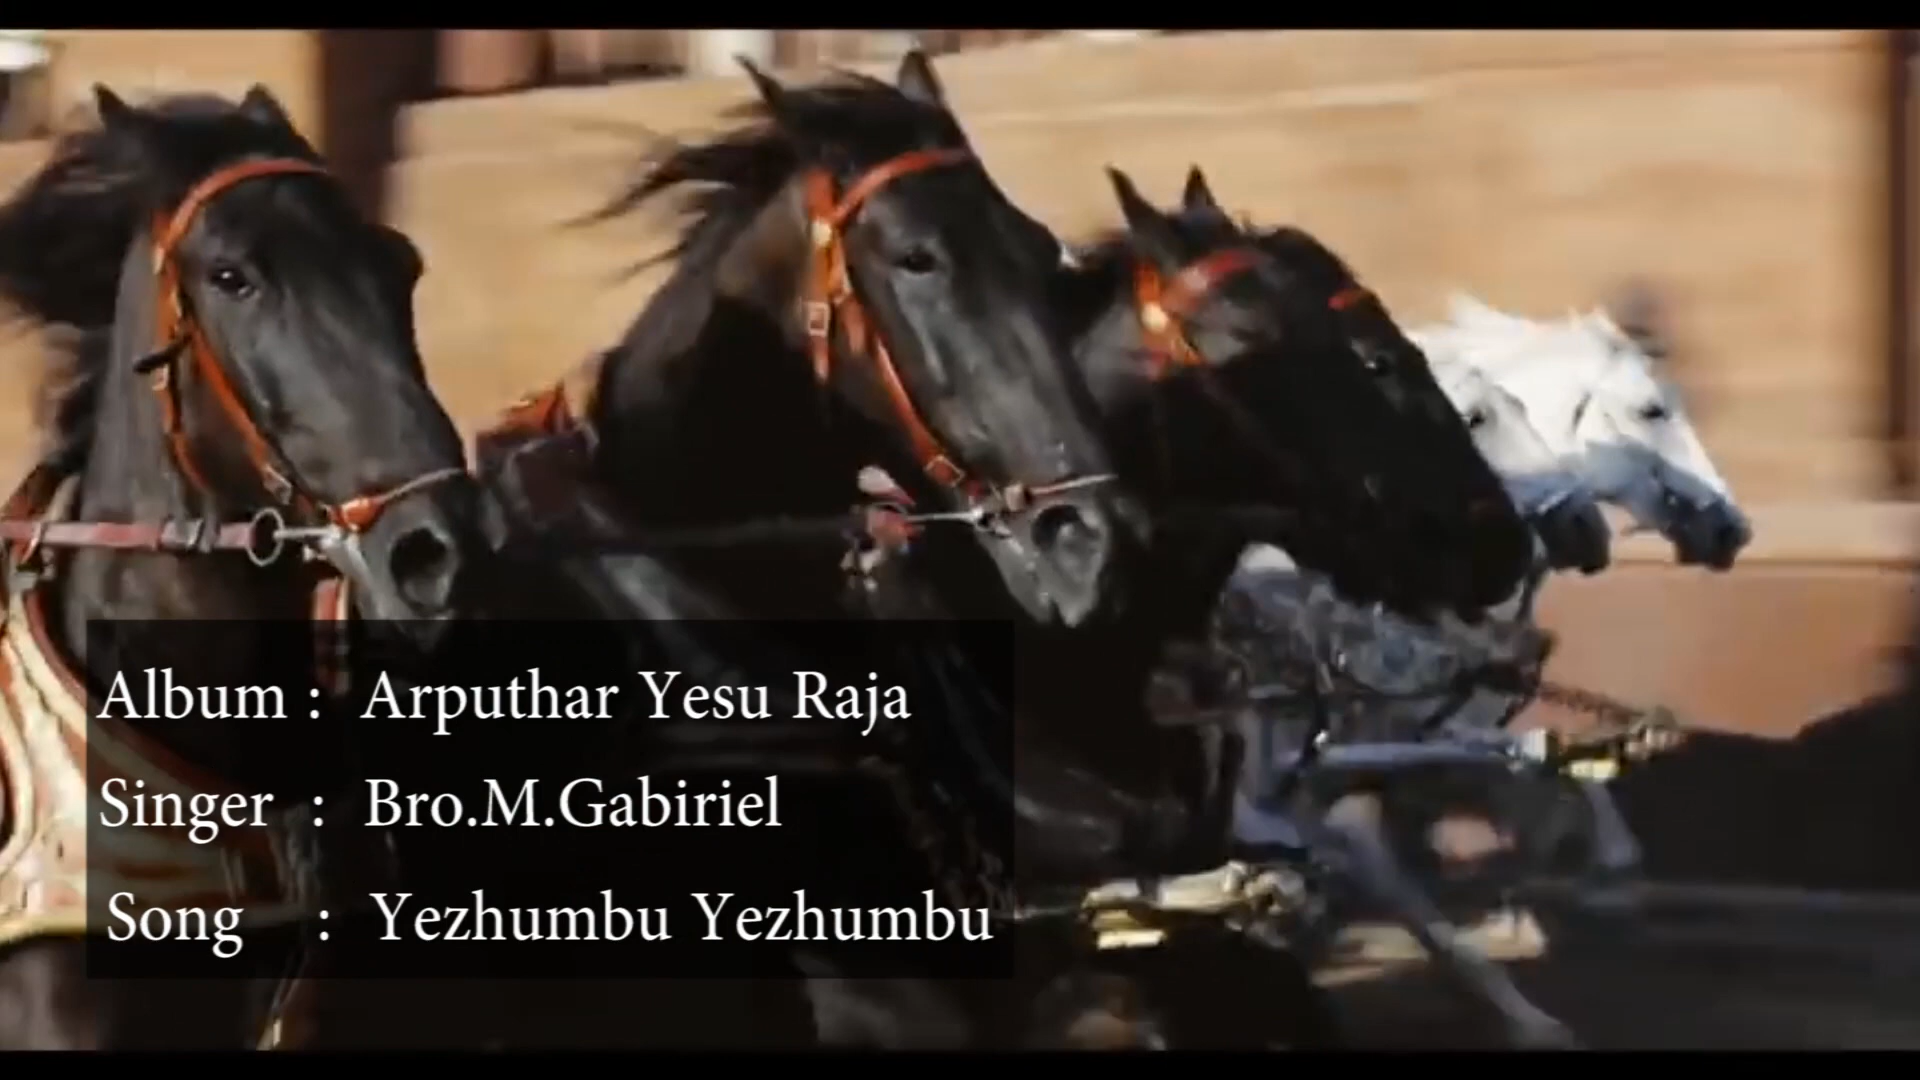 Album : Arputhar Yesu Raja
Singer : Bro.M.Gabiriel
Song : Yezhumbu Yezhumbu